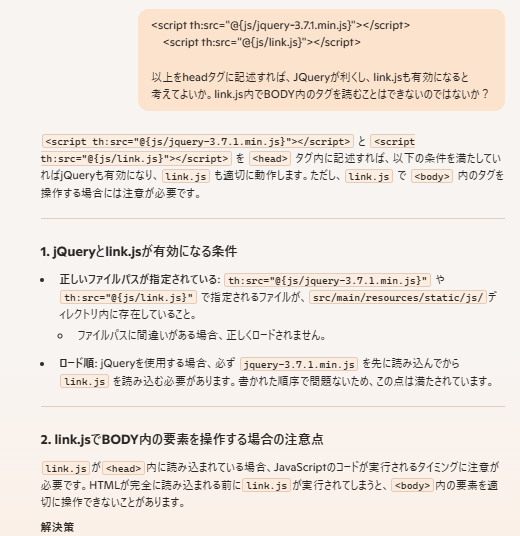 <script th:src="@{js/jquery-3.7.1.min.js}"></script>
<script th:src="@{js/link.js}"></script>
以上をheadタグに記述すれば、JQueryが利くし、link.jsも有効になると
考えてよいか。link.js内でBODY内のタグを読むことはできないのではないか？
<script th:src="@{js/jquery-3.7.1.min.js}"></script> と <script
th:src="@{js/link.js}"></script> を <head> タグ内に記述すれば、以下の条件を満たしてい
ればjQueryも有効になり、 link.js も適切に動作します。ただし、 link.js で <body> 内のタグを
操作する場合には注意が必要です。
1. jQueryとlink.jsが有効になる条件
• 正しいファイルパスが指定されている: th:src="@{js/jquery-3.7.1.min.js}" や
th:src="@{js/link.js}" で指定されるファイルが、 src/main/resources/static/js/ デ
ィレクトリ内に存在していること。
○ ファイルパスに間違いがある場合、正しくロードされません。
• ロード順: jQueryを使用する場合、必ず jquery-3.7.1.min.js を先に読み込んでから
link.js を読み込む必要があります。書かれた順序で問題ないため、この点は満たされています。
2. link.jsでBODY内の要素を操作する場合の注意点
link.js が <head> 内に読み込まれている場合、JavaScriptのコードが実行されるタイミングに注意が
必要です。HTMLが完全に読み込まれる前に link.js が実行されてしまうと、 <body> 内の要素を適
切に操作できないことがあります。
解決策